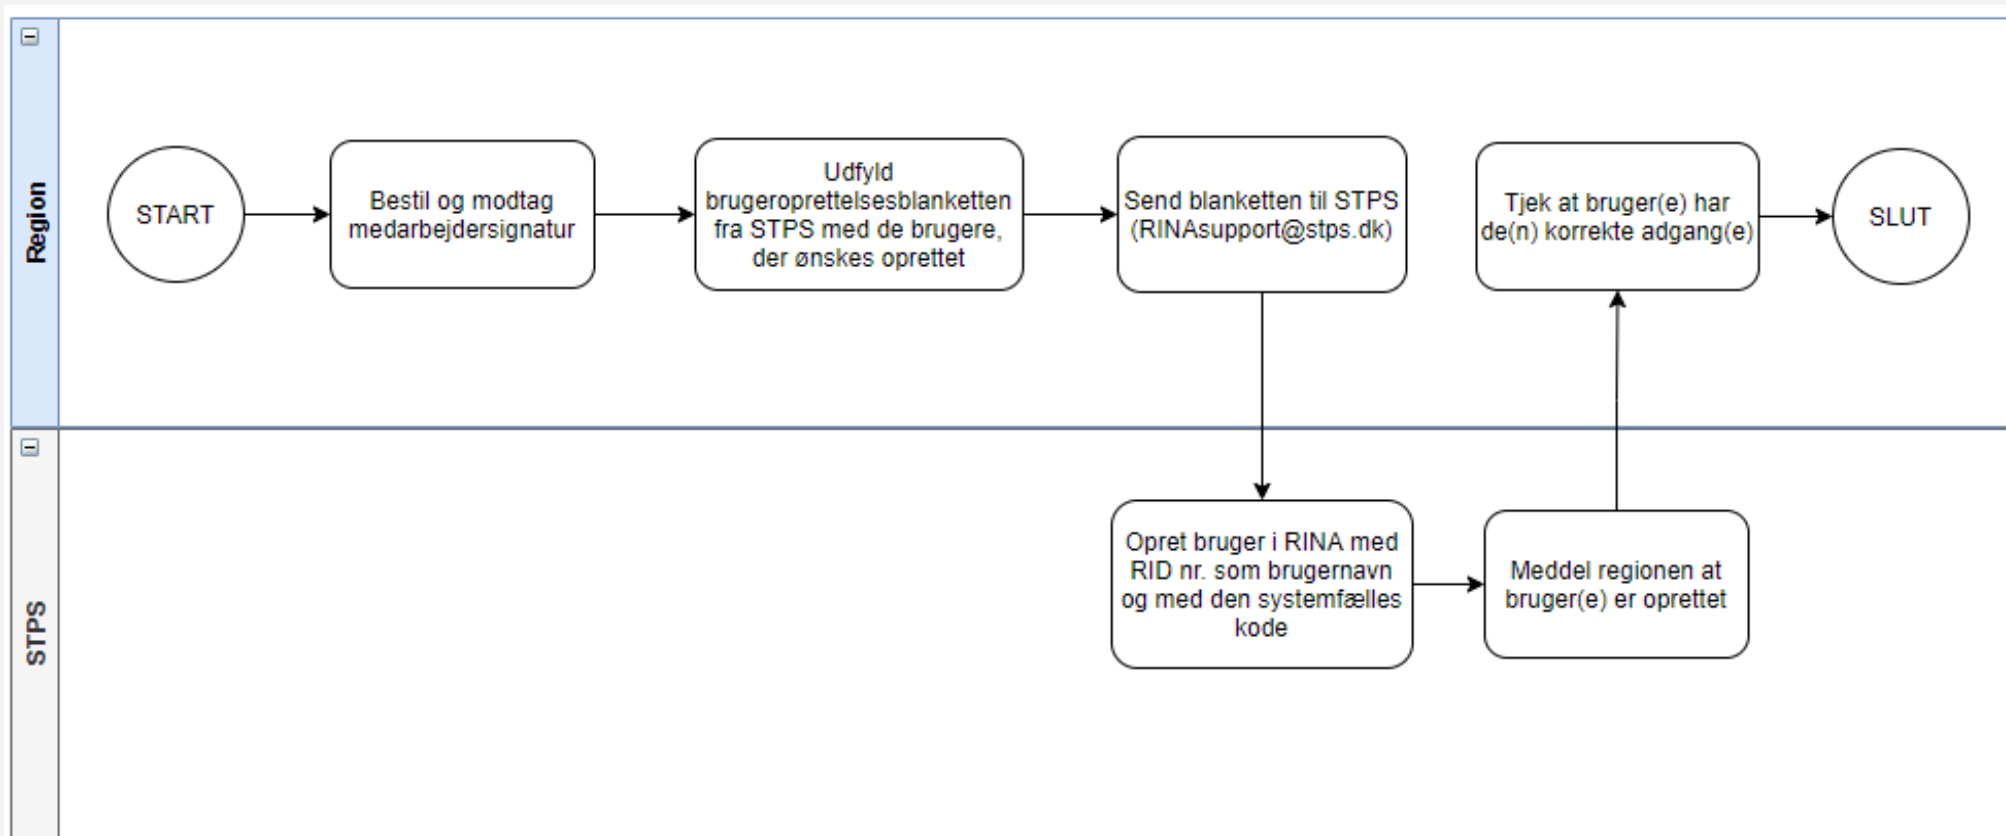 Region
START
Bestil og modtag
medarbejdersignatur
Udfyld
brugeroprettelsesblanketten
fra STPS med de brugere,
der ønskes oprettet
Send blanketten til STPS
(RINAsupport@stps.dk)
Tjek at bruger(e) har
de(n) korrekte adgang(e)
SLUT
STPS
Opret bruger i RINA med
RID nr. som brugernavn
og med den systemfælles
kode
Meddel regionen at
bruger(e) er oprettet